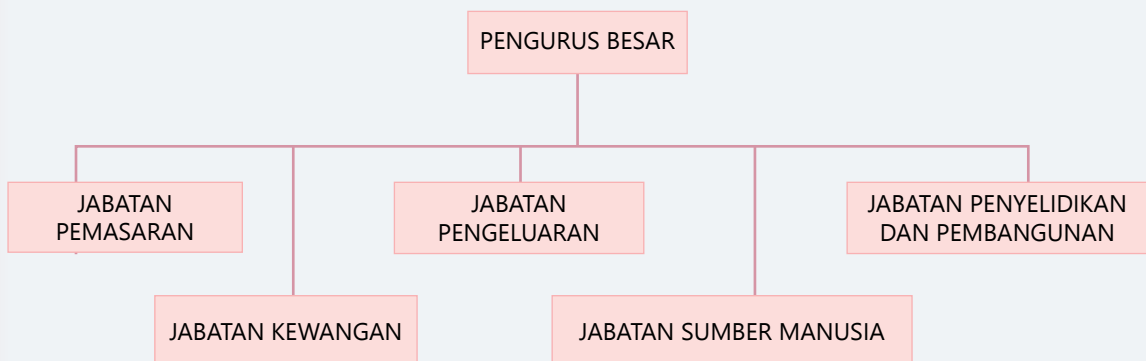 PENGURUS BESAR
JABATAN
PEMASARAN
JABATAN
PENGELUARAN
JABATAN PENYELIDIKAN
DAN PEMBANGUNAN
JABATAN KEWANGAN
JABATAN SUMBER MANUSIA